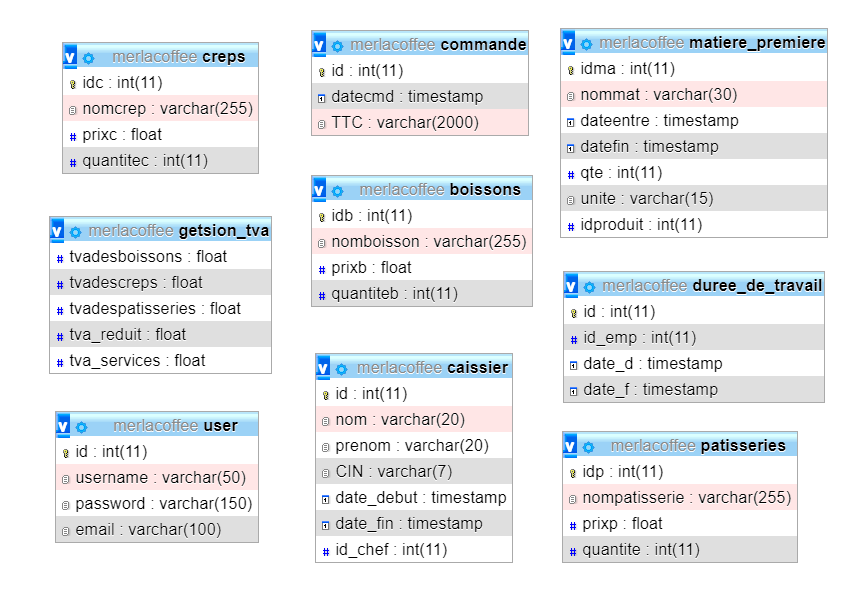 merlacoffee creps
idc : int(11)
nomcrep : varchar(255)
prixc : float
quantitec : int(11)
merlacoffee commande
id : int(11)
datecmd : timestamp
TTC : varchar(2000)
merlacoffee matiere_premiere
idma : int(11)
nommat : varchar(30)
dateentre : timestamp
datefin : timestamp
qte : int(11)
unite : varchar(15)
idproduit : int(11)
merlacoffee getsion_tva
tvadesboissons : float
tvadescreps : float
tvadespatisseries : float
tva_reduit : float
tva_services : float
merlacoffee boissons
idb : int(11)
nomboisson : varchar(255)
prixb : float
quantiteb : int(11)
merlacoffee duree_de_travail
id : int(11)
id_emp : int(11)
date_d : timestamp
date_f : timestamp
merlacoffee user
id : int(11)
username : varchar(50)
password : varchar(150)
email : varchar(100)
merlacoffee caissier
id : int(11)
nom : varchar(20)
prenom : varchar(20)
CIN : varchar(7)
date_debut : timestamp
date_fin : timestamp
id_chef : int(11)
merlacoffee patisseries
idp : int(11)
nompatisserie : varchar(255)
prixp : float
quantite : int(11)